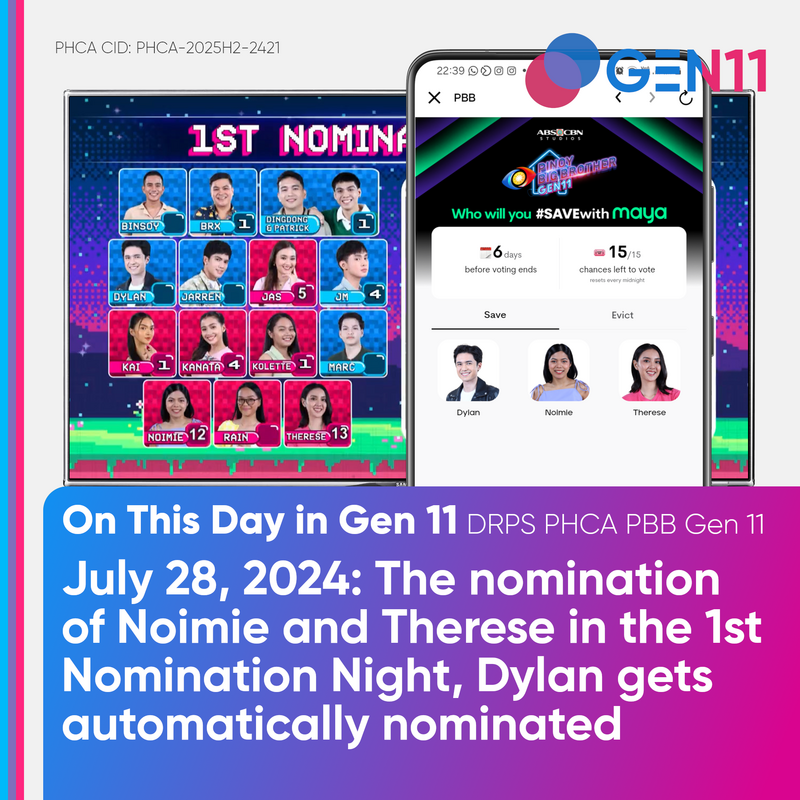 PHCA CID: PHCA-2025H2-2421
GEN11
1ST NOMINA
BINSOY
BRX 1
DINGDONG & PATRICK 1
DYLAN
JARREN
JAS 5
JM 4
KAI 1
KANATA 4
KOLETTE 1
MARC
NOIMIE 12
RAIN
THERESE 13
22:39
PBB
ABS-CBN
STUDIOS
PINOY
BIG BROTHER
GEN11
Who will you #SAVEwith maya
6 days
before voting ends
15/15
chances left to vote
resets every midnight
Save
Evict
Dylan
Noimie
Therese
On This Day in Gen 11 DRPS PHCA PBB Gen 11
July 28, 2024: The nomination
of Noimie and Therese in the 1st
Nomination Night, Dylan gets
automatically nominated